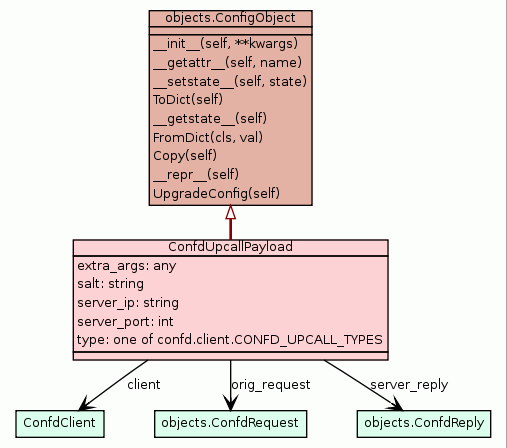 objects.ConfigObject
__init__(self, **kwargs)
__getattr__(self, name)
__setstate__(self, state)
ToDict(self)
__getstate__(self)
FromDict(cls, val)
Copy(self)
__repr__(self)
UpgradeConfig(self)
ConfdUpcallPayload
extra_args: any
salt: string
server_ip: string
server_port: int
type: one of confd.client.CONFD_UPCALL_TYPES
client orig_request server_reply
ConfdClient objects.ConfdRequest objects.ConfdReply